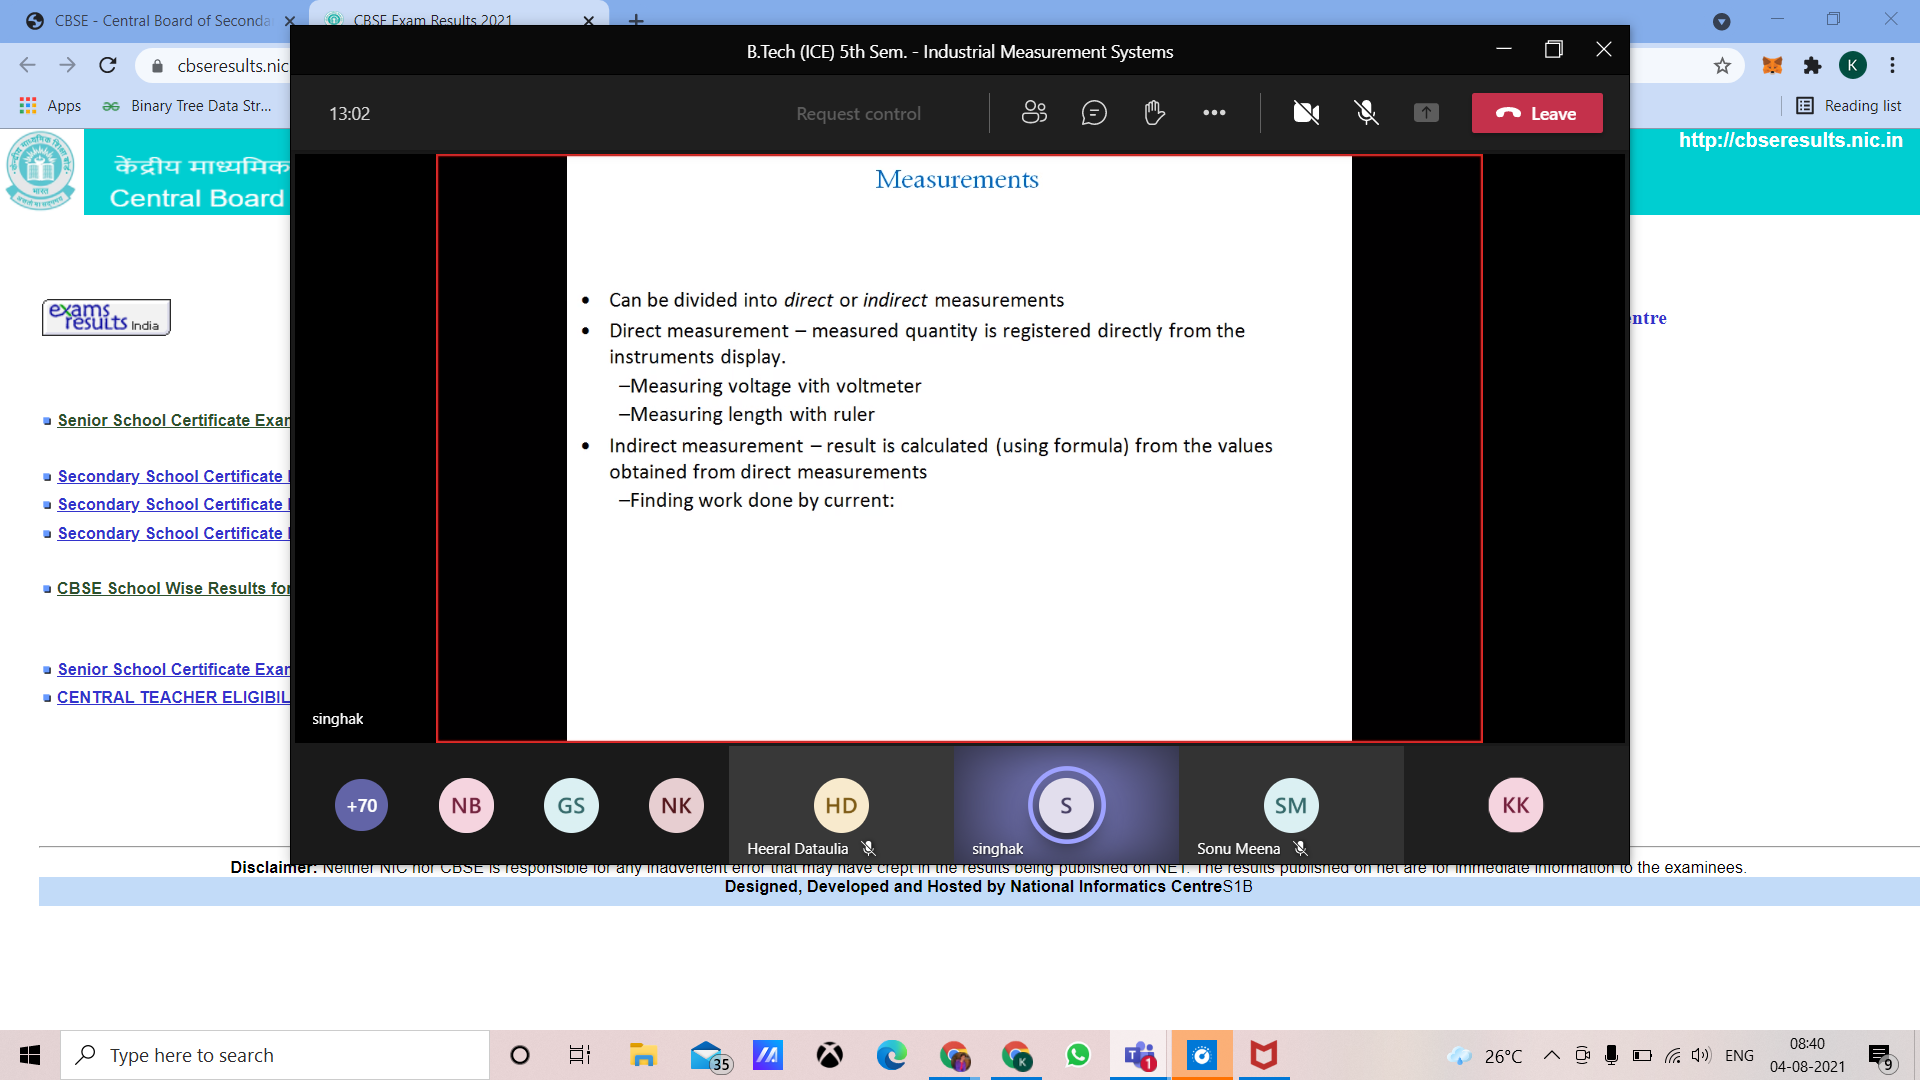 CBSE - Central Board of Seconda
CBSE Exam Results 2021
cbseresults.nic
K
Apps
Binary Tree Data Str...
Reading list
B.Tech (ICE) 5th Sem. - Industrial Measurement Systems
13:02
Request control
Leave
केंद्रीय माध्यमिक
Central Board
http://cbseresults.nic.in
exams
results India
ntre
Senior School Certificate Exar
Secondary School Certificate
Secondary School Certificate
Secondary School Certificate
CBSE School Wise Results for
Senior School Certificate Exar
CENTRAL TEACHER ELIGIBIL
Measurements
• Can be divided into direct or indirect measurements
• Direct measurement – measured quantity is registered directly from the
instruments display.
–Measuring voltage vith voltmeter
–Measuring length with ruler
• Indirect measurement – result is calculated (using formula) from the values
obtained from direct measurements
–Finding work done by current:
singhak
+70
NB
GS
NK
HD
Heeral Dataulia
S
singhak
SM
Sonu Meena
KK
Disclaimer: Neither NIC nor CBSE is responsible for any inadvertent error that may have crept in the results being published on NET. The results published on net are for immediate information to the examinees.
Designed, Developed and Hosted by National Informatics CentreS1B
Type here to search
35
K
1
26°C
ENG
08:40
04-08-2021
9